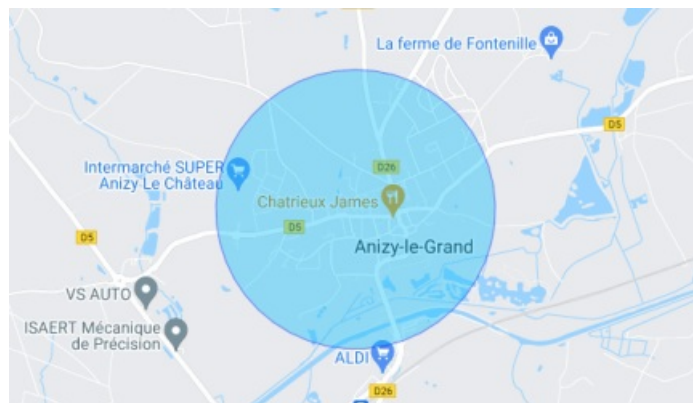 La ferme de Fontenille
D5
Intermarché SUPER
Anizy Le Château
D26
Chatrieux James
D5
D5
Anizy-le-Grand
VS AUTO
ISAERT Mécanique
de Précision
ALDI
D26